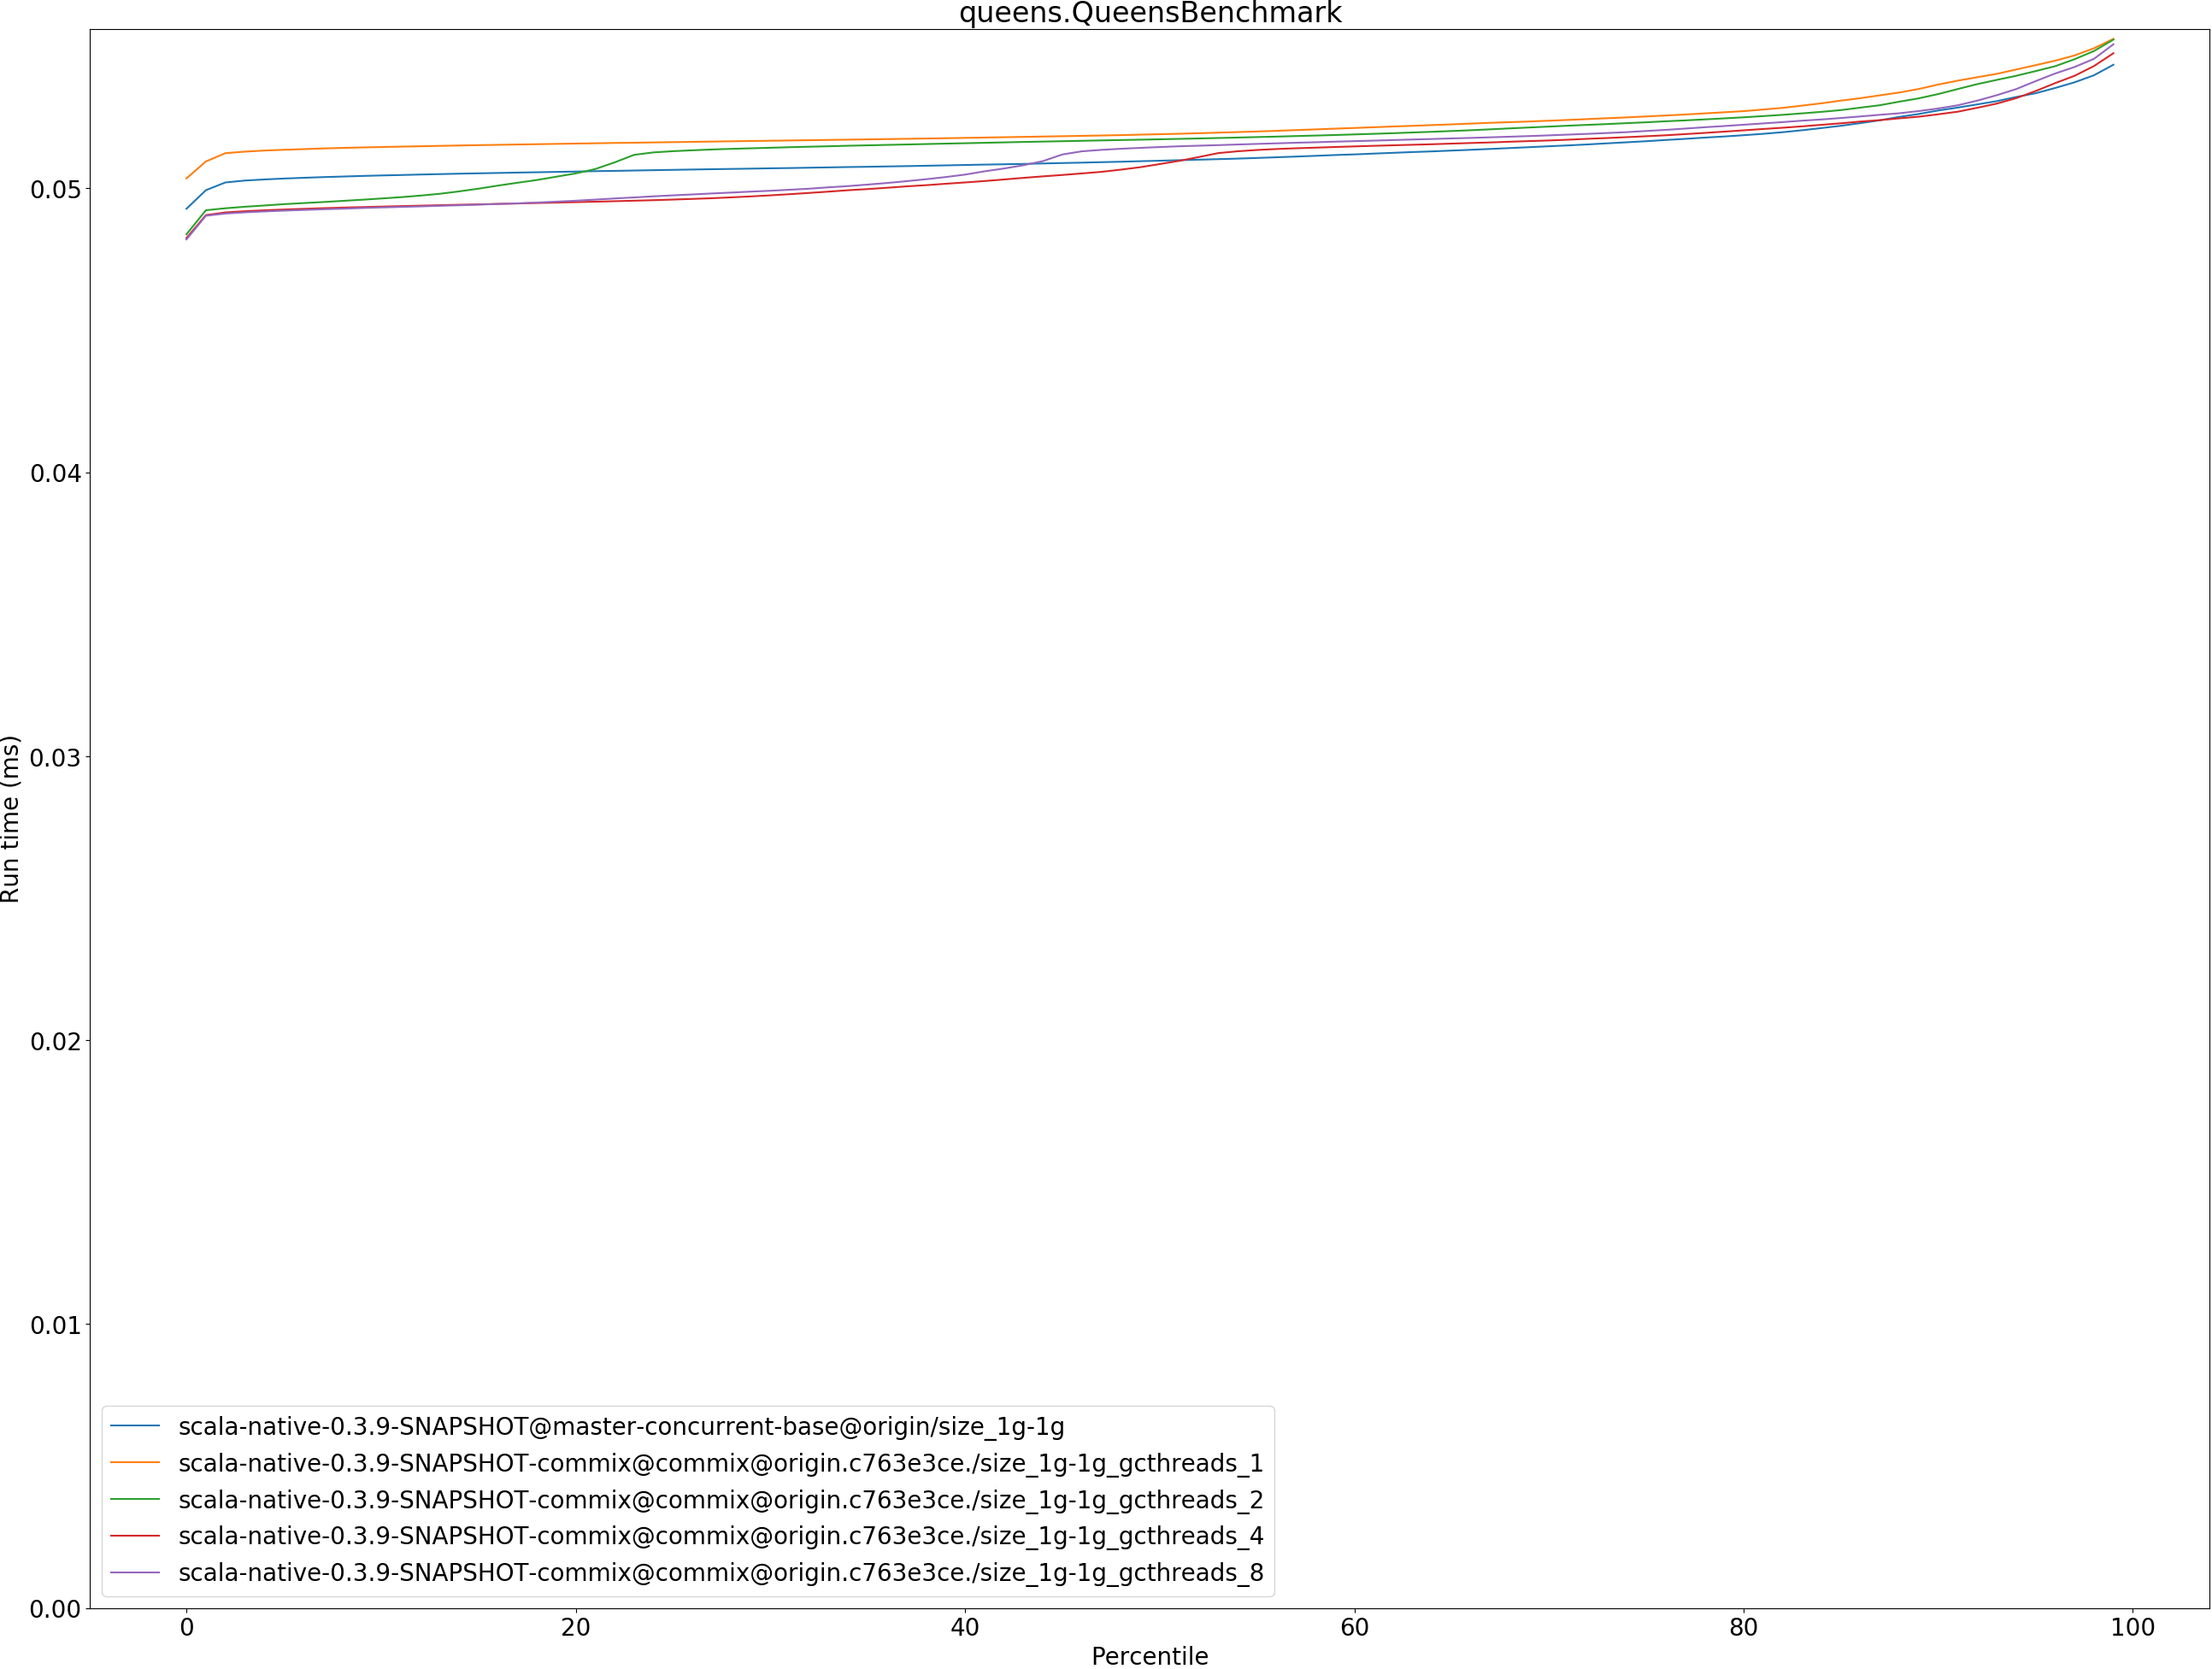 queens.QueensBenchmark
Run time (ms)
0.05
0.04
0.03
0.02
0.01
0.00
scala-native-0.3.9-SNAPSHOT@master-concurrent-base@origin/size_1g-1g
scala-native-0.3.9-SNAPSHOT-commix@commix@origin.c763e3ce./size_1g-1g_gcthreads_1
scala-native-0.3.9-SNAPSHOT-commix@commix@origin.c763e3ce./size_1g-1g_gcthreads_2
scala-native-0.3.9-SNAPSHOT-commix@commix@origin.c763e3ce./size_1g-1g_gcthreads_4
scala-native-0.3.9-SNAPSHOT-commix@commix@origin.c763e3ce./size_1g-1g_gcthreads_8
0 20 40 60 80 100
Percentile